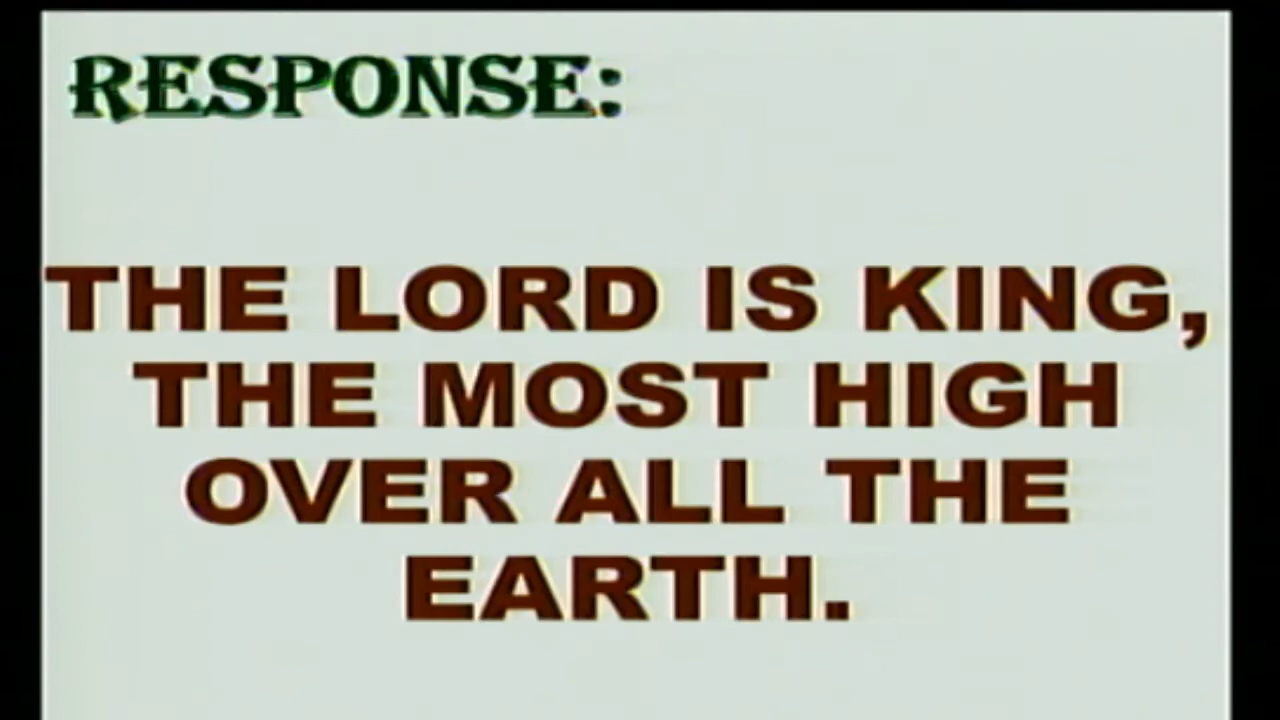 RESPONSE:
THE LORD IS KING,
THE MOST HIGH
OVER ALL THE
EARTH.